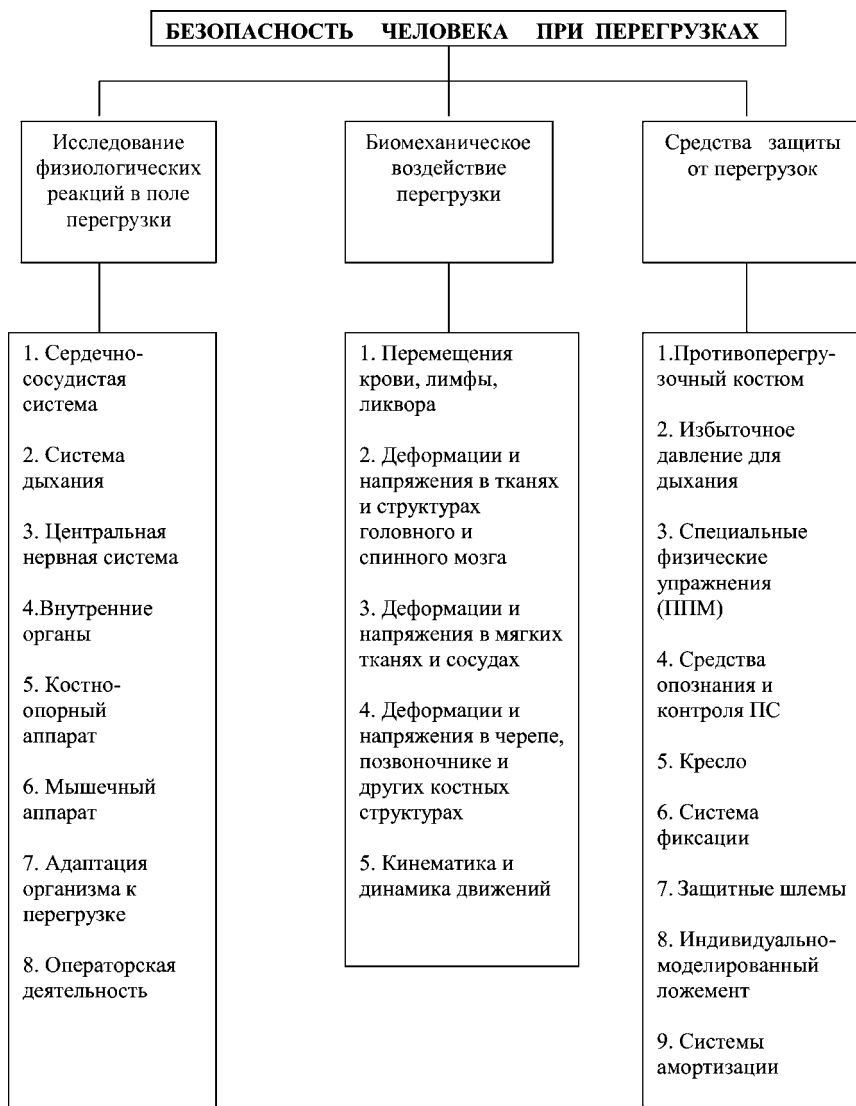 БЕЗОПАСНОСТЬ ЧЕЛОВЕКА ПРИ ПЕРЕГРУЗКАХ
Исследование
физиологических
реакций в поле
перегрузки
Биомеханическое
воздействие
перегрузки
Средства защиты
от перегрузок
1. Сердечно-
сосудистая
система
2. Система
дыхания
3. Центральная
нервная система
4.Внутренние
органы
5. Костно-
опорный
аппарат
6. Мышечный
аппарат
7. Адаптация
организма к
перегрузке
8. Операторская
деятельность
1. Перемещения
крови, лимфы,
ликвора
2. Деформации и
напряжения в тканях
и структурах
головного и
спинного мозга
3. Деформации и
напряжения в мягких
тканях и сосудах
4. Деформации и
напряжения в черепе,
позвоночнике и
других костных
структурах
5. Кинематика и
динамика движений
1.Противоперегру-
зочный костюм
2. Избыточное
давление для
дыхания
3. Специальные
физические
упражнения
(ППМ)
4. Средства
опознания и
контроля ПС
5. Кресло
6. Система
фиксации
7. Защитные шлемы
8. Индивидуально-
моделированный
ложемент
9. Системы
амортизации